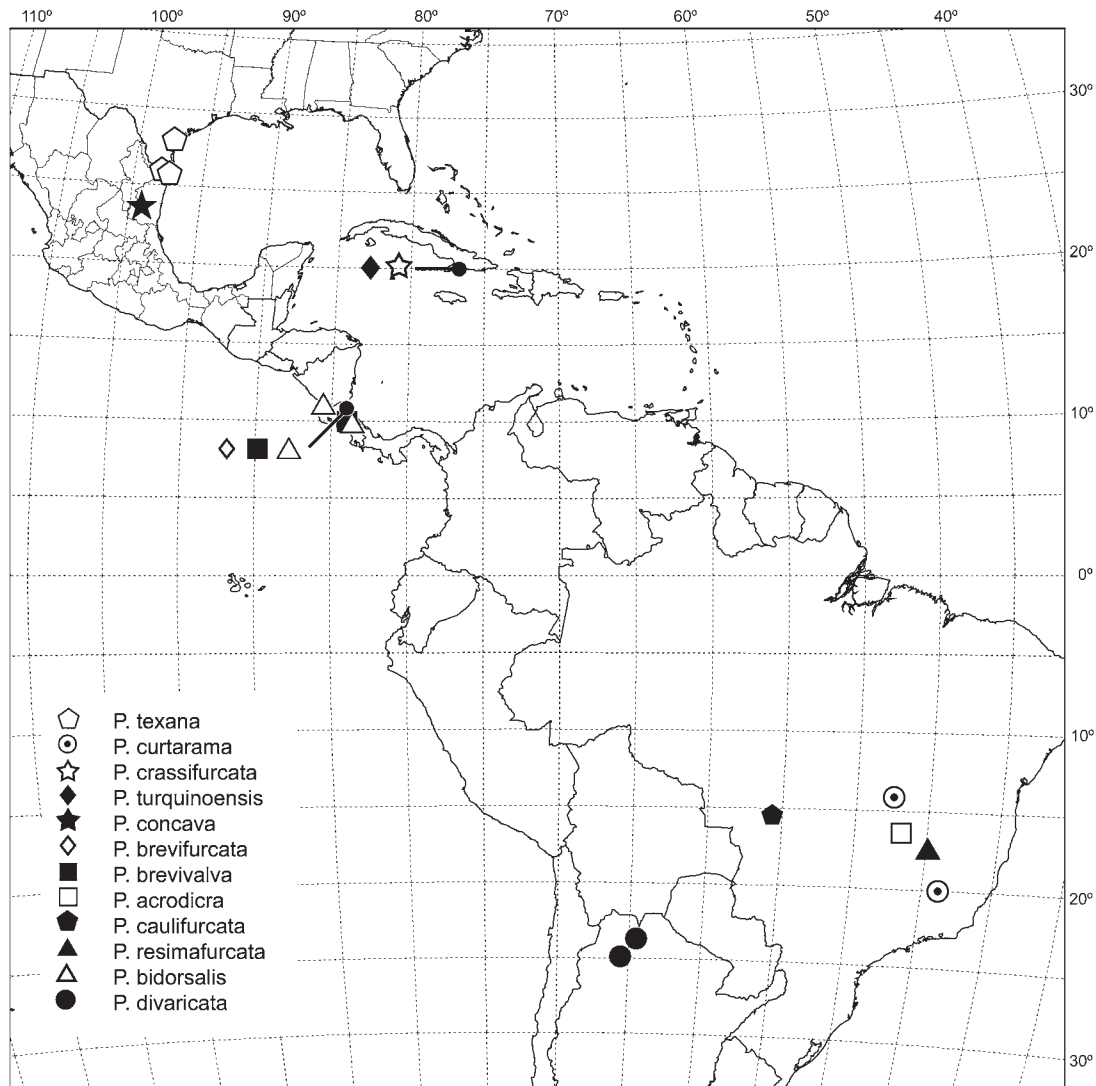 110º 100º 90º 80º 70º 60º 50º 40º
30º
20º
10º
0º
10º
20º
30º
P. texana
P. curtarama
P. crassifurcata
P. turquinoensis
P. concava
P. brevifurcata
P. brevivalva
P. acrodicra
P. caulifurcata
P. resimafurcata
P. bidorsalis
P. divaricata